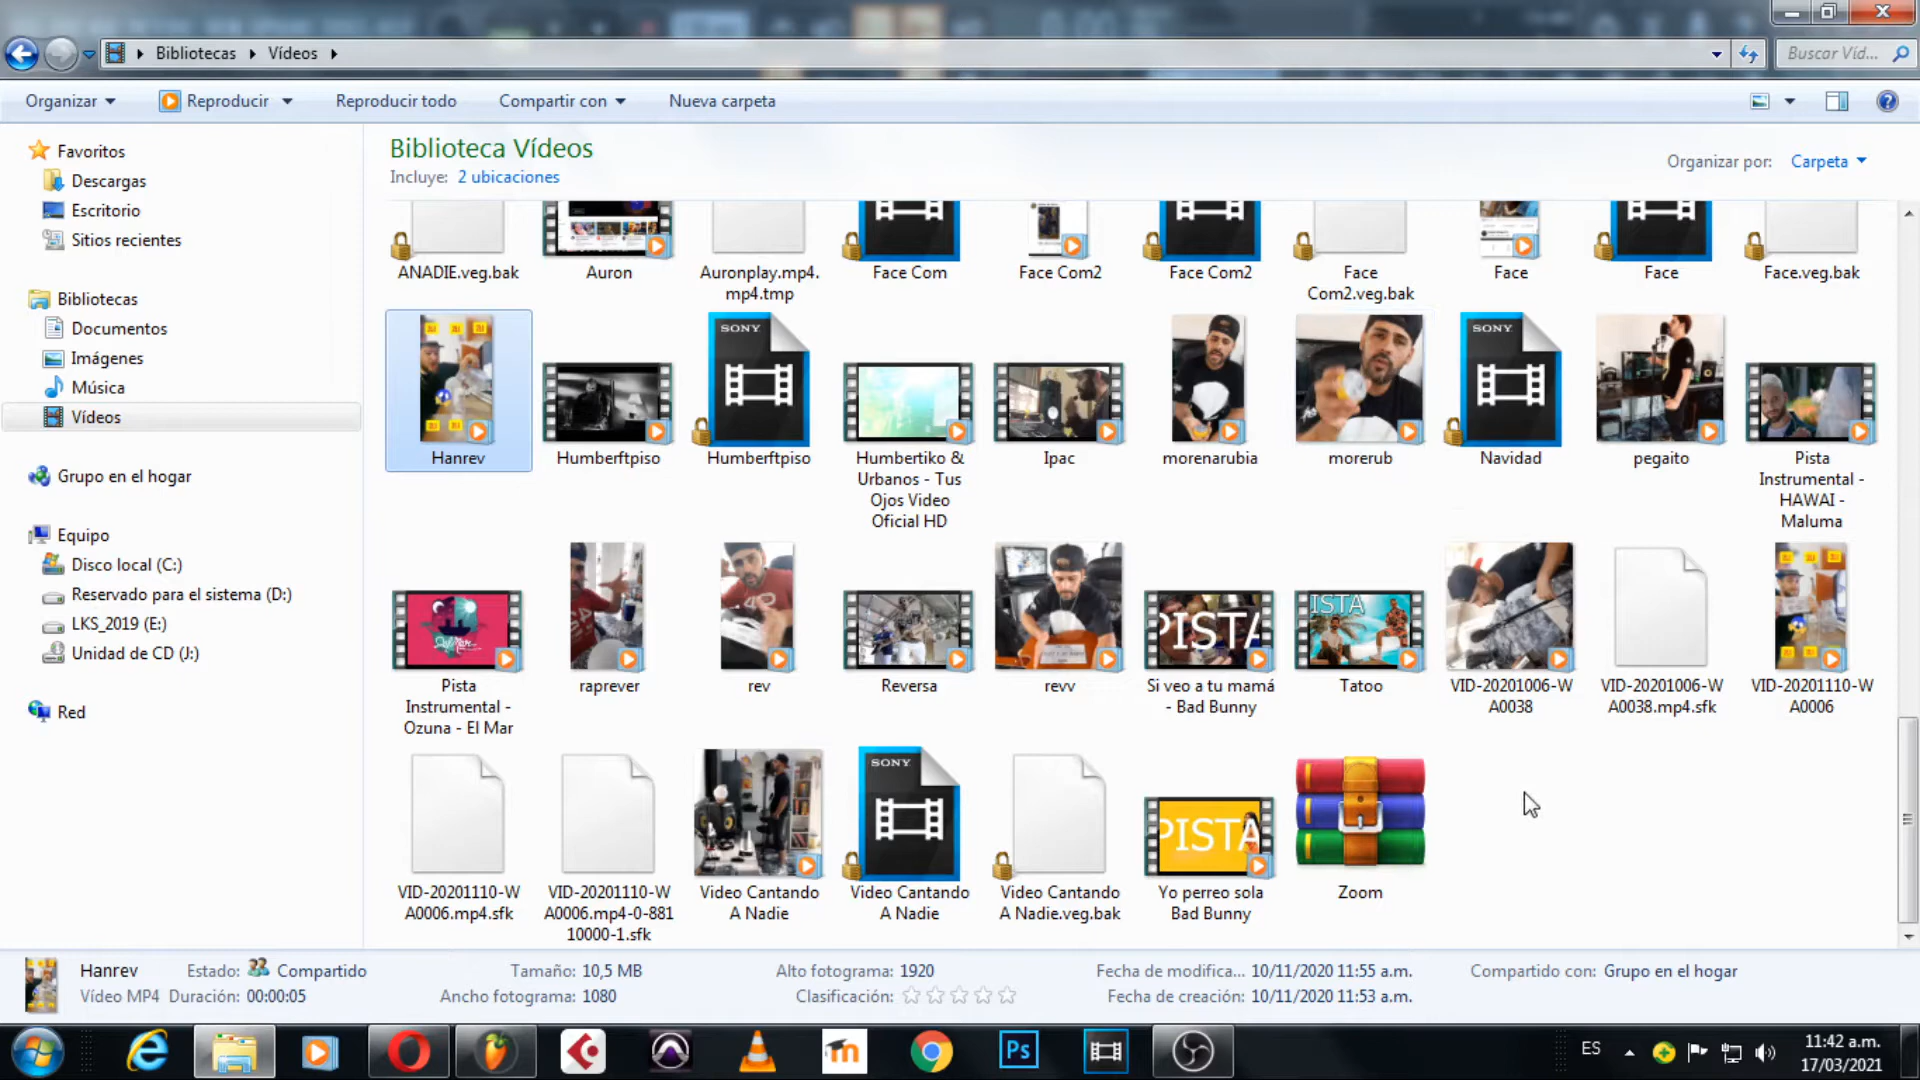 Bibliotecas
Vídeos
Buscar Víd...
Organizar
Reproducir
Reproducir todo
Compartir con
Nueva carpeta
Favoritos
Descargas
Escritorio
Sitios recientes
Bibliotecas
Documentos
Imágenes
Música
Vídeos
Grupo en el hogar
Equipo
Disco local (C:)
Reservado para el sistema (D:)
LKS_2019 (E:)
Unidad de CD (J:)
Red
Biblioteca Vídeos
Incluye: 2 ubicaciones
Organizar por: Carpeta
ANADIE.veg.bak
Auron
Auronplay.mp4.
mp4.tmp
Face Com
Face Com2
Face Com2
Face
Com2.veg.bak
Face
Face
Face.veg.bak
Hanrev
Humberftpiso
SONY
Humberftpiso
Humbertiko &
Urbanos - Tus
Ojos Video
Oficial HD
Ipac
morenarubia
morerub
SONY
Navidad
pegaito
Pista
Instrumental -
HAWAI -
Maluma
Pista
Instrumental -
Ozuna - El Mar
raprever
rev
Reversa
revv
PISTA
Si veo a tu mamá
- Bad Bunny
ISTA
Tatoo
VID-20201006-W
A0038
VID-20201006-W
A0038.mp4.sfk
VID-20201110-W
A0006
VID-20201110-W
A0006.mp4.sfk
VID-20201110-W
A0006.mp4-0-881
10000-1.sfk
Video Cantando
A Nadie
SONY
Video Cantando
A Nadie
Video Cantando
A Nadie.veg.bak
PISTA
Yo perreo sola
Bad Bunny
Zoom
Hanrev
Vídeo MP4
Estado: Compartido
Duración: 00:00:05
Tamaño: 10,5 MB
Ancho fotograma: 1080
Alto fotograma: 1920
Clasificación:
Fecha de modifica... 10/11/2020 11:55 a.m.
Fecha de creación: 10/11/2020 11:53 a.m.
Compartido con: Grupo en el hogar
m
Ps
ES
11:42 a.m.
17/03/2021